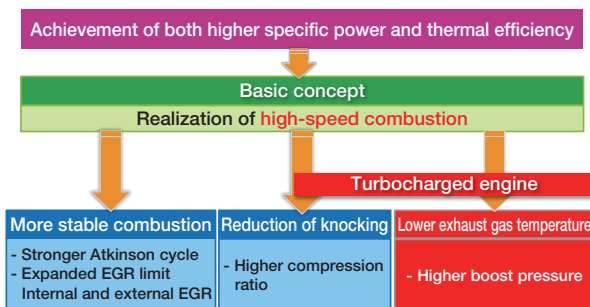 Achievement of both higher specific power and thermal efficiency
Basic concept
Realization of high-speed combustion
Turbocharged engine
More stable combustion
- Stronger Atkinson cycle
- Expanded EGR limit
Internal and external EGR
Reduction of knocking
- Higher compression
ratio
Lower exhaust gas temperature
- Higher boost pressure